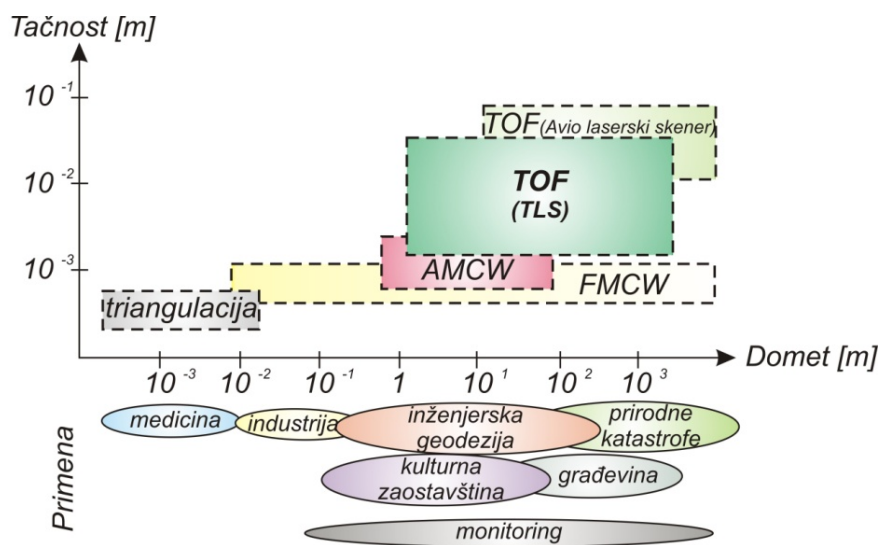 Tačnost [m]
10⁻¹
TOF (Avio laserski skener)
10⁻²
TOF
(TLS)
10⁻³
AMCW
FMCW
triangulacija
Domet [m]
10⁻³ 10⁻² 10⁻¹ 1 10¹ 10² 10³
Primena
medicina industrija inženjerska
geodezija
prirodne
katastrofe
kulturna
zaostavština
građevina
monitoring